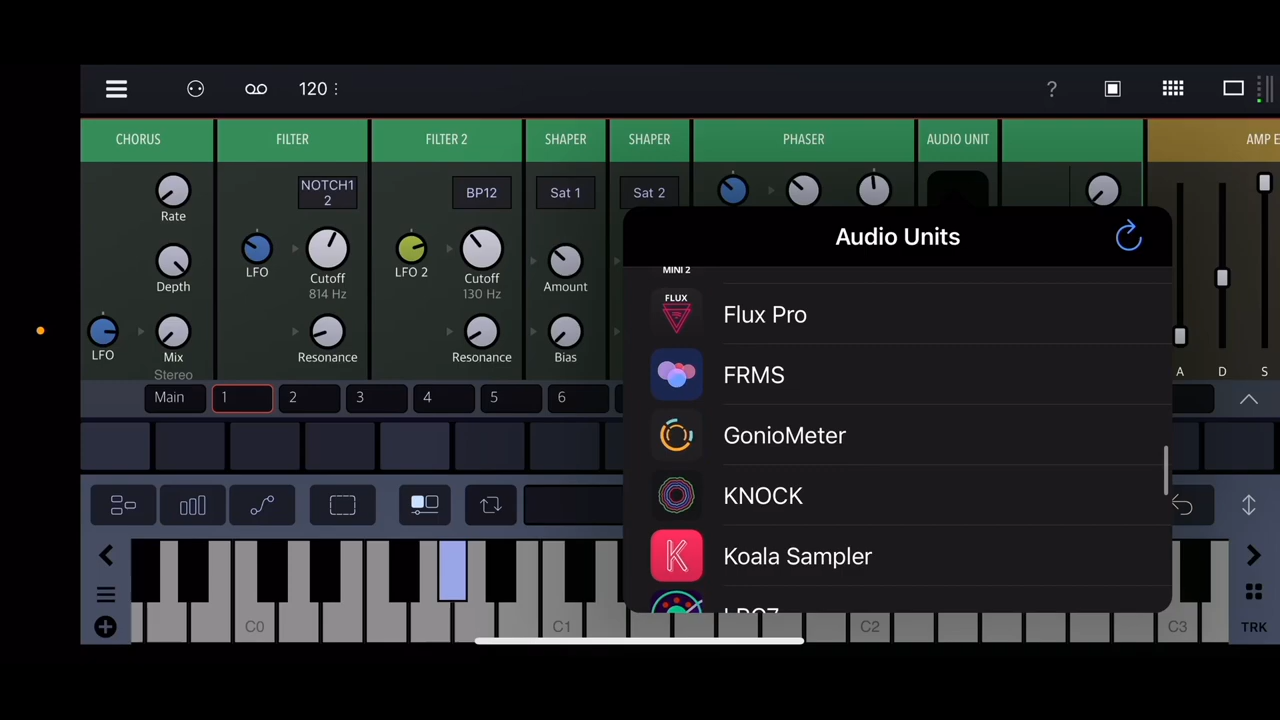 120
?
CHORUS
FILTER
FILTER 2
SHAPER
SHAPER
PHASER
AUDIO UNIT
AMP E
Rate
Depth
LFO
Mix
Stereo
NOTCH1
2
LFO
Cutoff
814 Hz
Resonance
BP12
LFO 2
Cutoff
130 Hz
Resonance
Sat 1
Amount
Bias
Sat 2
Audio Units
MINI 2
FLUX
Flux Pro
FRMS
GonioMeter
KNOCK
K
Koala Sampler
A
D
S
Main
1
2
3
4
5
6
C0
C1
C2
C3
TRK